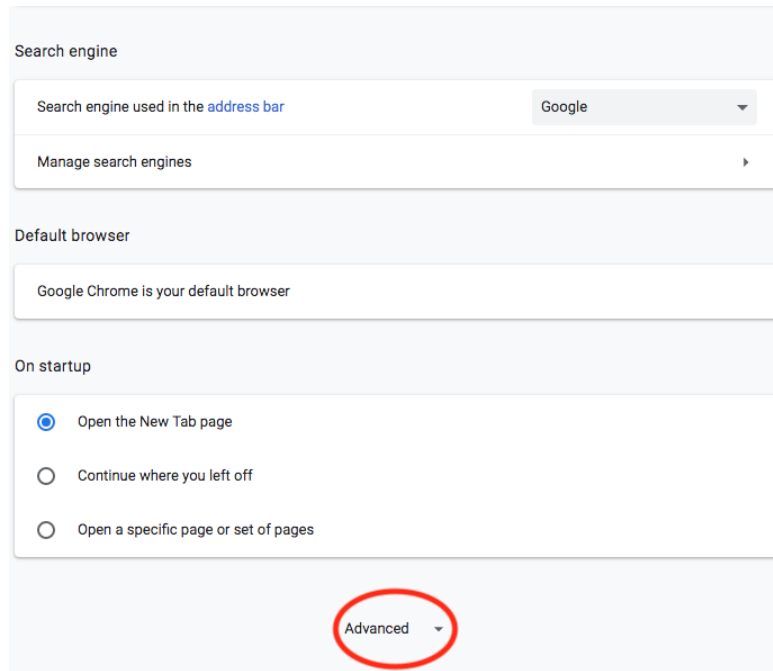 Search engine
Search engine used in the address bar
Google
Manage search engines
Default browser
Google Chrome is your default browser
On startup
Open the New Tab page
Continue where you left off
Open a specific page or set of pages
Advanced